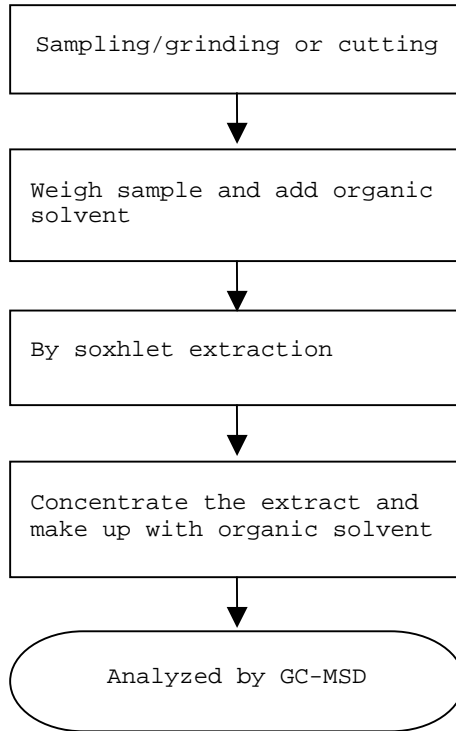 Sampling/grinding or cutting
Weigh sample and add organic
solvent
By soxhlet extraction
Concentrate the extract and
make up with organic solvent
Analyzed by GC-MSD